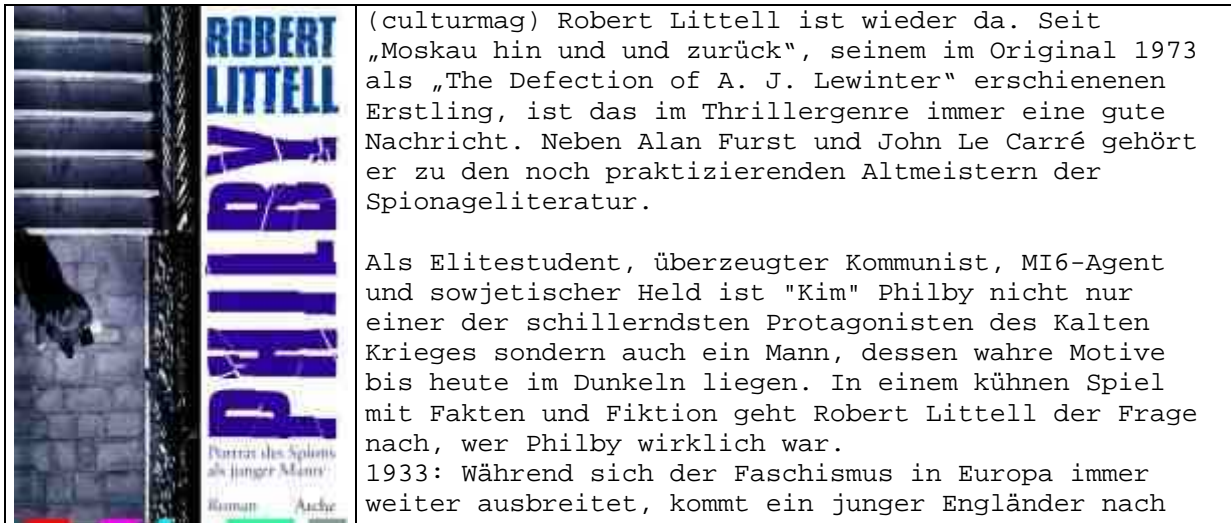 ROBERT
LITTELL
PHILBY
Porträt des Spions
als junger Mann
Roman Arche
(culturmag) Robert Littell ist wieder da. Seit
„Moskau hin und und zurück“, seinem im Original 1973
als „The Defection of A. J. Lewinter“ erschienenen
Erstling, ist das im Thrillergenre immer eine gute
Nachricht. Neben Alan Furst und John Le Carré gehört
er zu den noch praktizierenden Altmeistern der
Spionageliteratur.
Als Elitestudent, überzeugter Kommunist, MI6-Agent
und sowjetischer Held ist "Kim" Philby nicht nur
einer der schillerndsten Protagonisten des Kalten
Krieges sondern auch ein Mann, dessen wahre Motive
bis heute im Dunkeln liegen. In einem kühnen Spiel
mit Fakten und Fiktion geht Robert Littell der Frage
nach, wer Philby wirklich war.
1933: Während sich der Faschismus in Europa immer
weiter ausbreitet, kommt ein junger Engländer nach